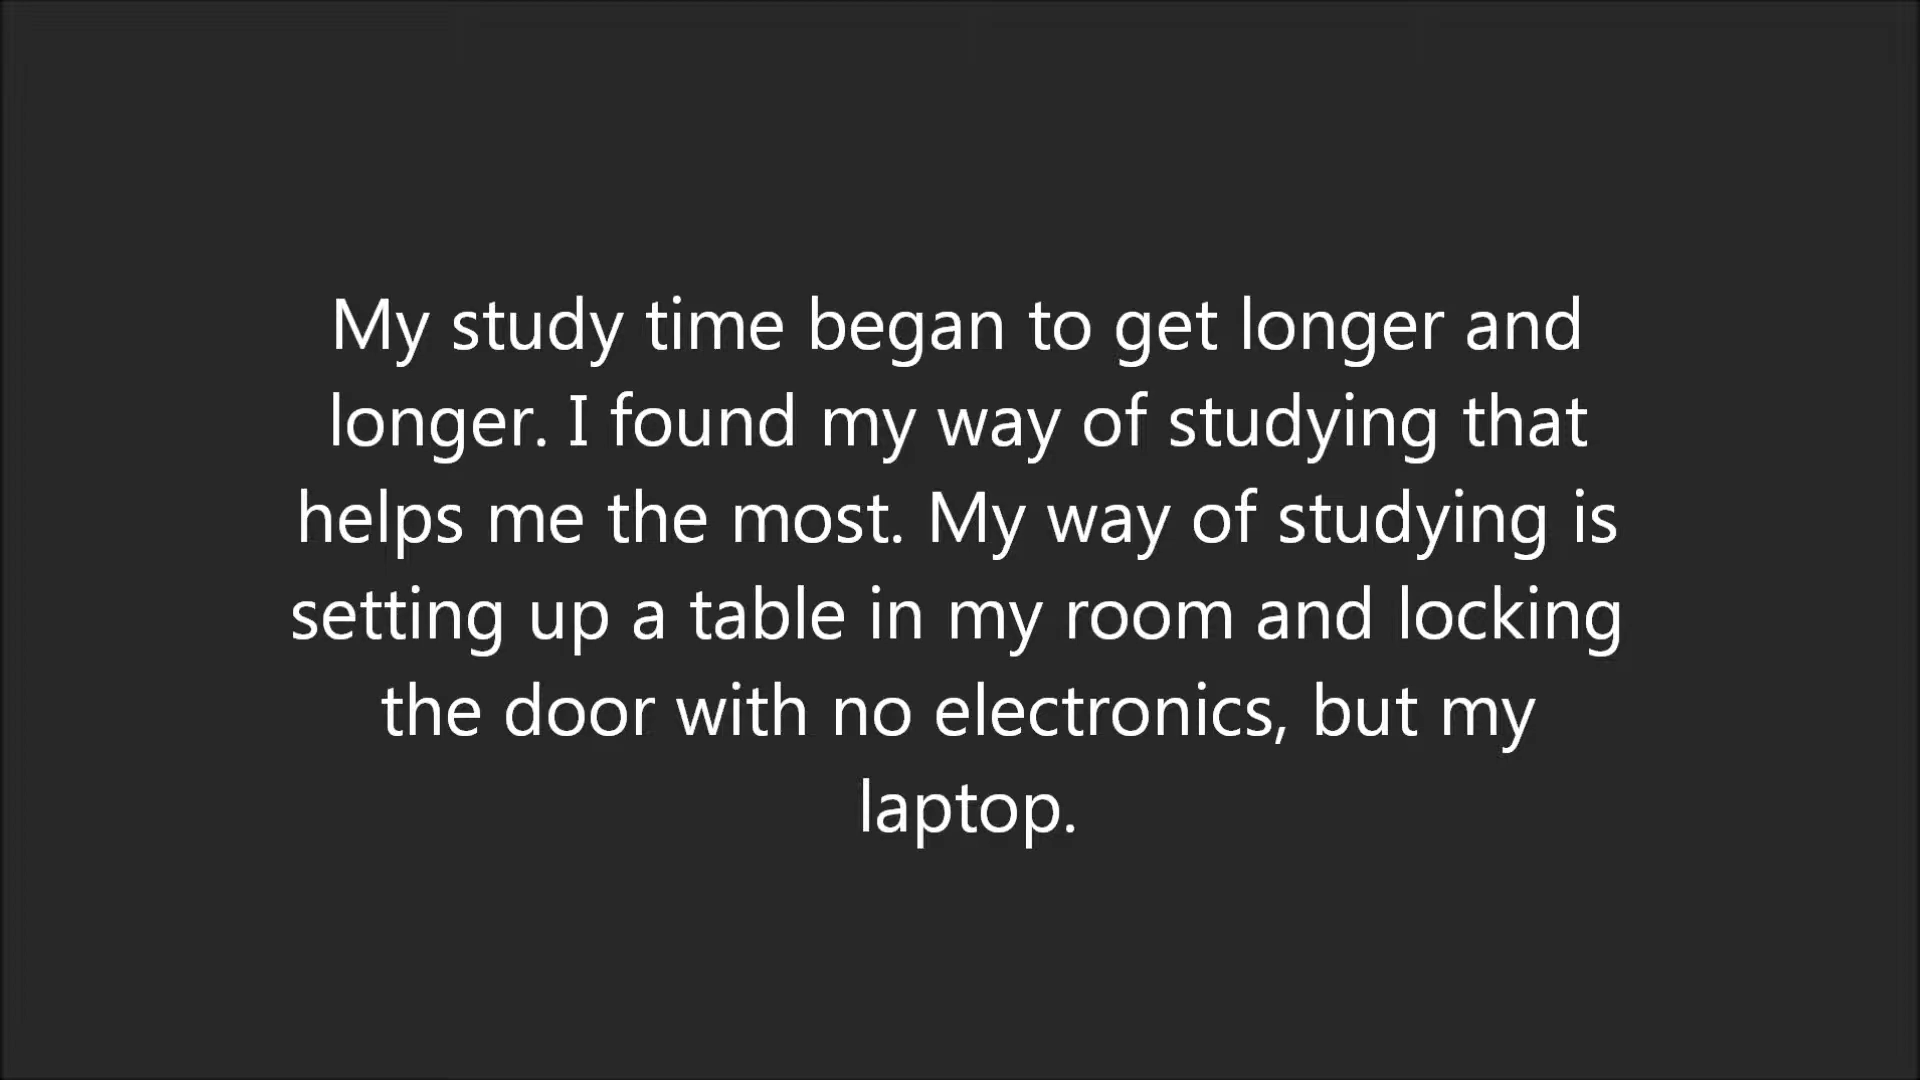 My study time began to get longer and
longer. I found my way of studying that
helps me the most. My way of studying is
setting up a table in my room and locking
the door with no electronics, but my
laptop.